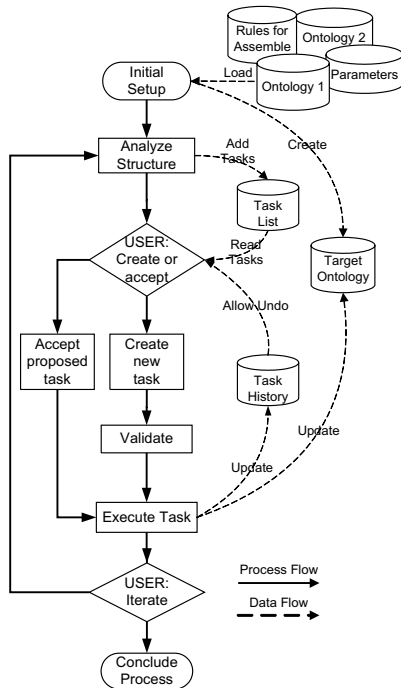 Rules for
Assemble
Ontology 2
Initial
Setup
Load
Ontology 1
Parameters
Analyze
Structure
Add
Tasks
Create
Task
List
USER:
Create or
accept
Read
Tasks
Target
Ontology
Allow Undo
Accept
proposed
task
Create
new
task
Task
History
Validate
Update
Update
Execute Task
USER:
Iterate
Process Flow
Data Flow
Conclude
Process